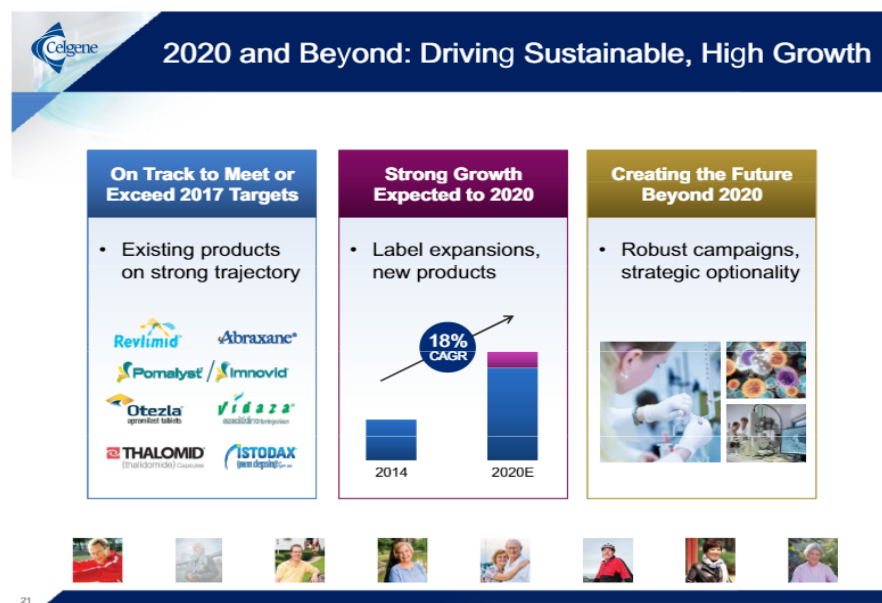 Celgene
2020 and Beyond: Driving Sustainable, High Growth
On Track to Meet or
Exceed 2017 Targets
• Existing products
on strong trajectory
Revlimid®
Abraxane®
Pomalyst® / Imnovid®
Otezla®
apremilast tablets
Vidaza®
THALOMID®
(thalidomide) Capsules
ISTODAX®
Strong Growth
Expected to 2020
• Label expansions,
new products
18%
CAGR
2014
2020E
Creating the Future
Beyond 2020
• Robust campaigns,
strategic optionality
21